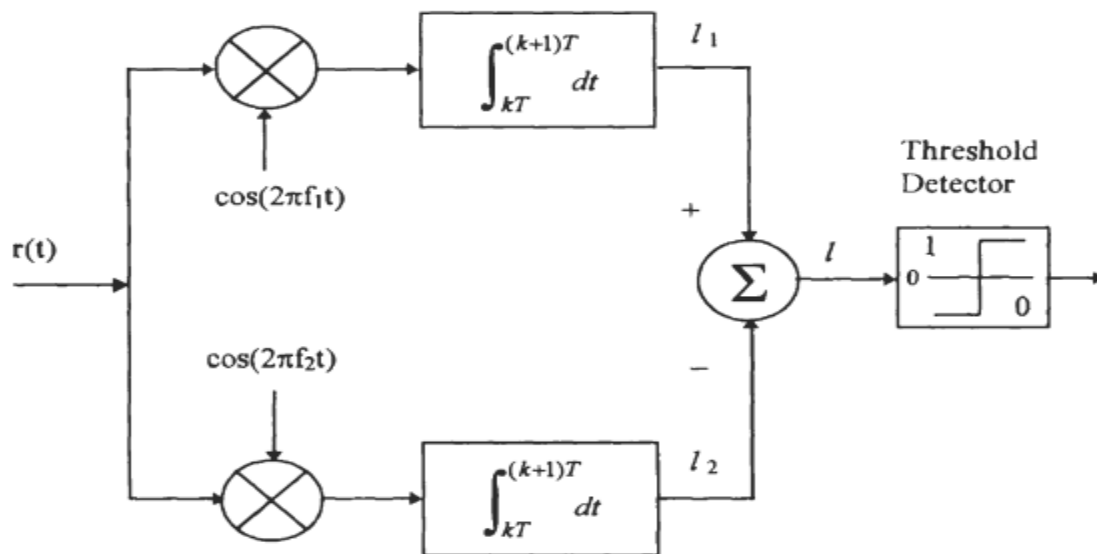 ∫_{kT}^{(k+1)T} dt
l₁
cos(2πf₁t)
Threshold
Detector
r(t)
+
Σ
l
1
0
0
cos(2πf₂t)
−
∫_{kT}^{(k+1)T} dt
l₂